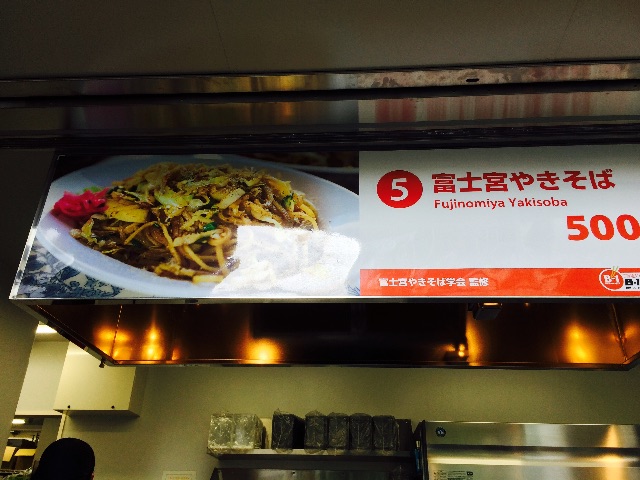 5 富士宮やきそば
Fujinomiya Yakisoba
500
富士宮やきそば学会 監修
B-1